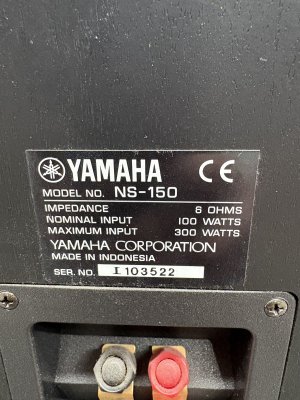 YAMAHA CE
MODEL NO. NS-150
IMPEDANCE 6 OHMS
NOMINAL INPUT 100 WATTS
MAXIMUM INPUT 300 WATTS
YAMAHA CORPORATION
MADE IN INDONESIA
SER. NO. I 103522